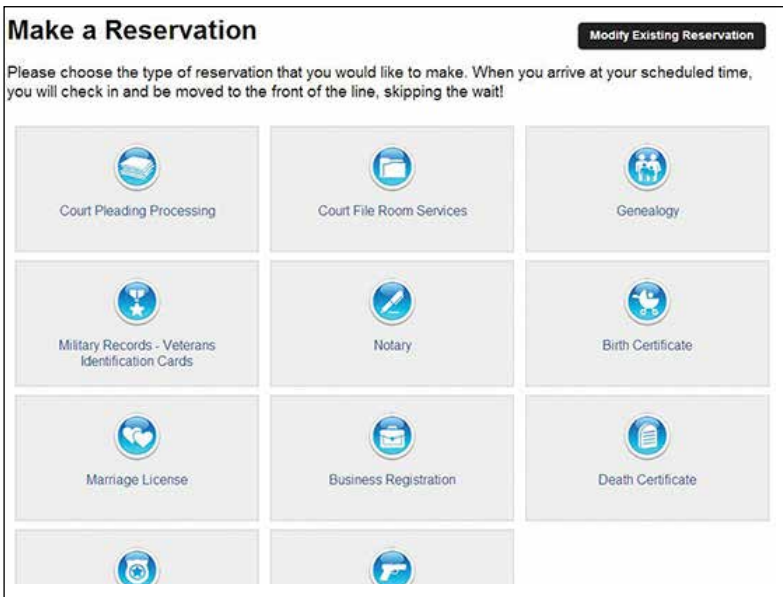 Make a Reservation
Modify Existing Reservation
Please choose the type of reservation that you would like to make. When you arrive at your scheduled time,
you will check in and be moved to the front of the line, skipping the wait!
Court Pleading Processing
Court File Room Services
Genealogy
Military Records - Veterans
Identification Cards
Notary
Birth Certificate
Marriage License
Business Registration
Death Certificate